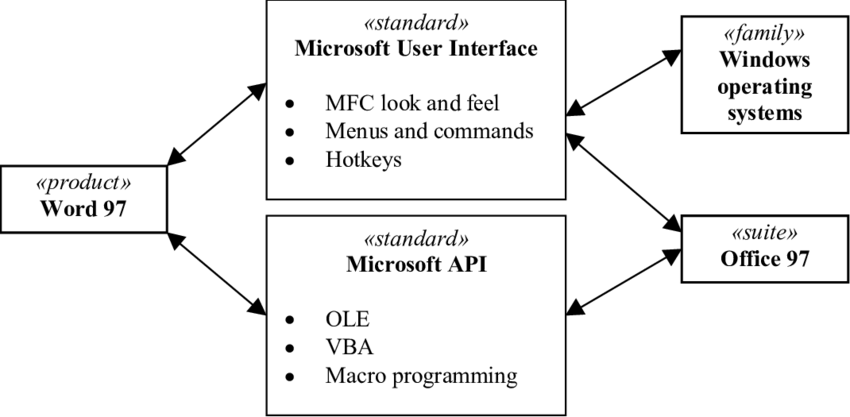 «product»
Word 97
«standard»
Microsoft User Interface
• MFC look and feel
• Menus and commands
• Hotkeys
«standard»
Microsoft API
• OLE
• VBA
• Macro programming
«family»
Windows
operating
systems
«suite»
Office 97